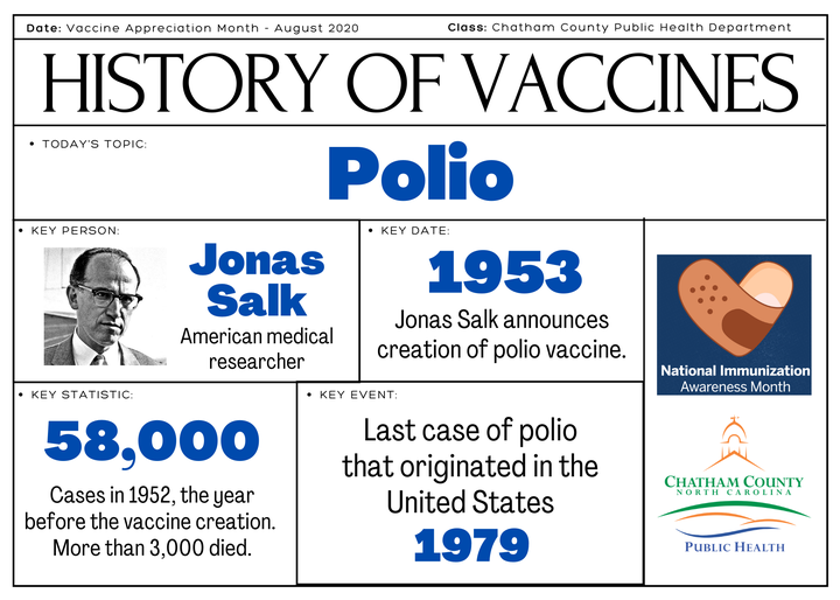 Date: Vaccine Appreciation Month - August 2020
Class: Chatham County Public Health Department
HISTORY OF VACCINES
• TODAY'S TOPIC:
Polio
• KEY PERSON:
Jonas
Salk
American medical
researcher
• KEY DATE:
1953
Jonas Salk announces
creation of polio vaccine.
National Immunization
Awareness Month
• KEY STATISTIC:
58,000
Cases in 1952, the year
before the vaccine creation.
More than 3,000 died.
• KEY EVENT:
Last case of polio
that originated in the
United States
1979
CHATHAM COUNTY
NORTH CAROLINA
PUBLIC HEALTH